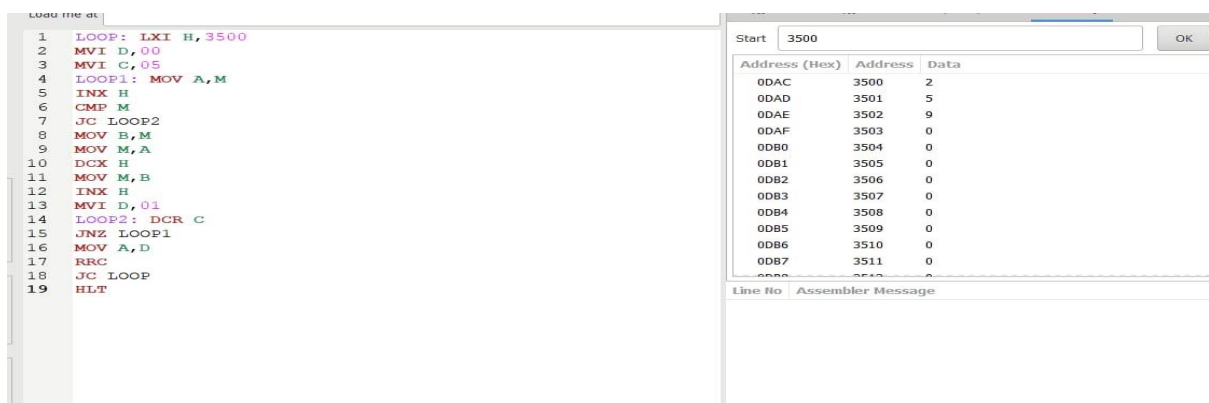 Load me at
1 LOOP: LXI H,3500
2 MVI D,00
3 MVI C,05
4 LOOP1: MOV A,M
5 INX H
6 CMP M
7 JC LOOP2
8 MOV B,M
9 MOV M,A
10 DCX H
11 MOV M,B
12 INX H
13 MVI D,01
14 LOOP2: DCR C
15 JNZ LOOP1
16 MOV A,D
17 RRC
18 JC LOOP
19 HLT
Start 3500 OK
Address (Hex) Address Data
0DAC 3500 2
0DAD 3501 5
0DAE 3502 9
0DAF 3503 0
0DB0 3504 0
0DB1 3505 0
0DB2 3506 0
0DB3 3507 0
0DB4 3508 0
0DB5 3509 0
0DB6 3510 0
0DB7 3511 0
Line No Assembler Message